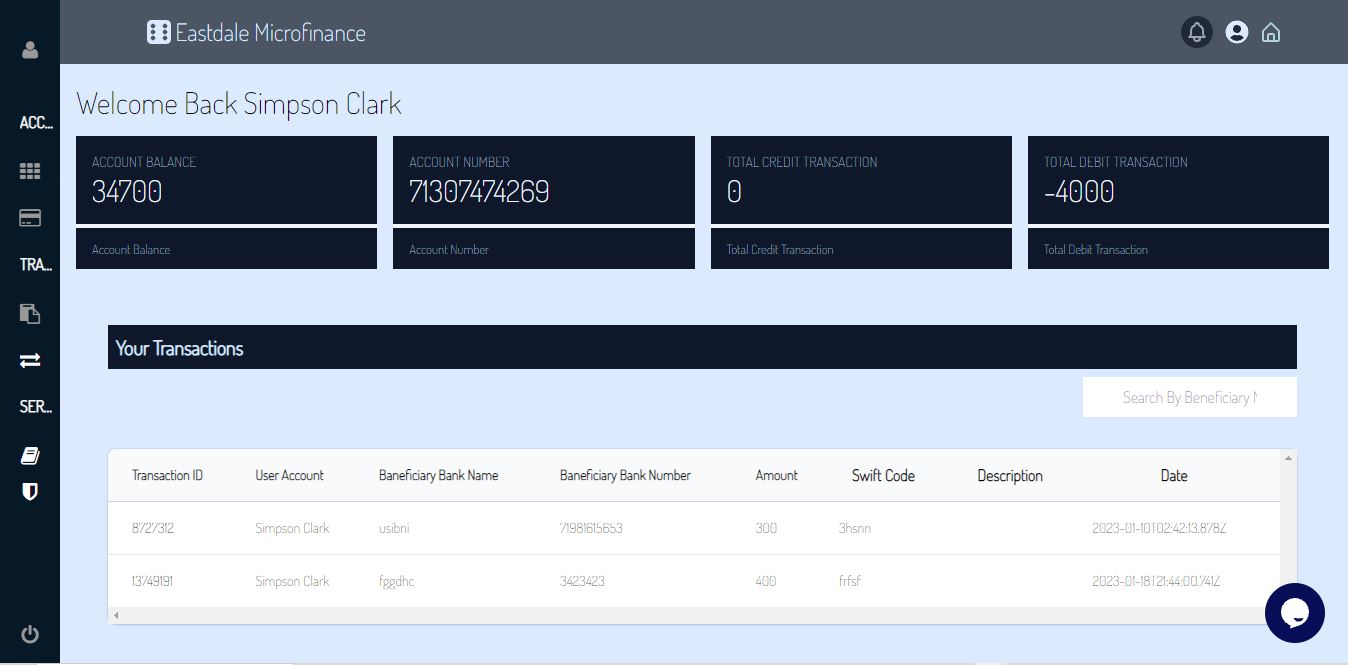 Eastdale Microfinance
Welcome Back Simpson Clark
ACC...
TRA...
SER...
ACCOUNT BALANCE
34700
Account Balance
ACCOUNT NUMBER
71307474269
Account Number
TOTAL CREDIT TRANSACTION
0
Total Credit Transaction
TOTAL DEBIT TRANSACTION
-4000
Total Debit Transaction
Your Transactions
Search By Beneficiary
Transaction ID User Account Baneficiary Bank Name Baneficiary Bank Number Amount Swift Code Description Date
8727312 Simpson Clark usibni 71981615653 300 3hsnn 2023-01-10T02:42:13.878Z
13749191 Simpson Clark fggdhc 3423423 400 frfsf 2023-01-18T21:44:00.741Z